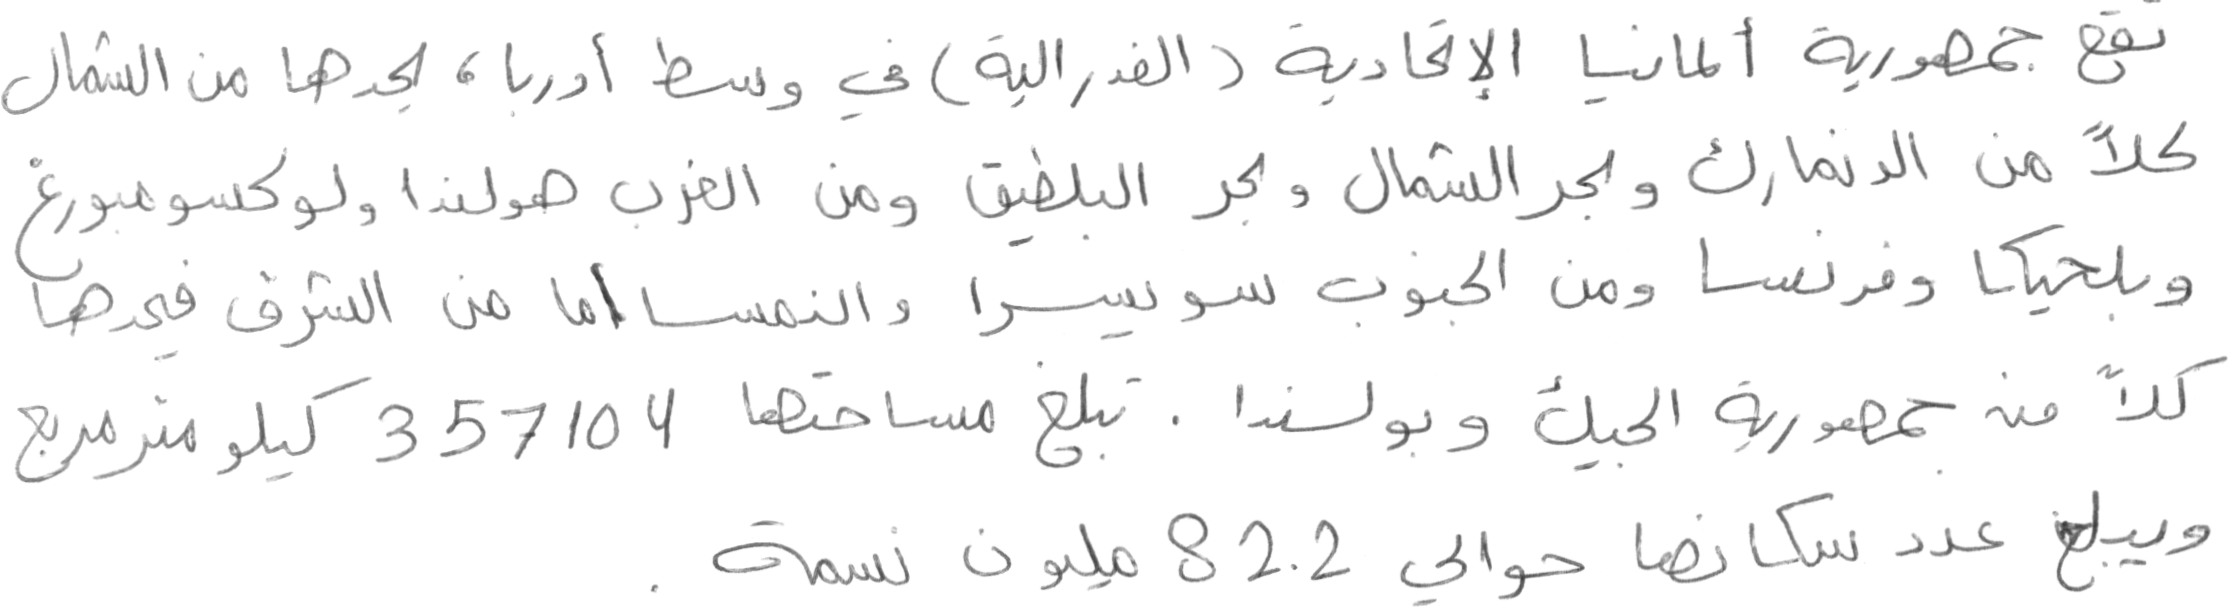 تقع جمهورية ألمانيا الإتحادية (الفدرالية) في وسط أوربا، يحدها من الشمال
كلاً من الدنمارك وبحر الشمال وبحر البلطيق ومن الغرب هولندا ولوكسومبورغ
وبلجيكا وفرنسا ومن الجنوب سويسرا والنمسا أما من الشرق فيحدها
كلاً من جمهورية الجيك وبولندا. تبلغ مساحتها 357104 كيلو متر مربع
ويبلغ عدد سكانها حوالي 82.2 مليون نسمة.